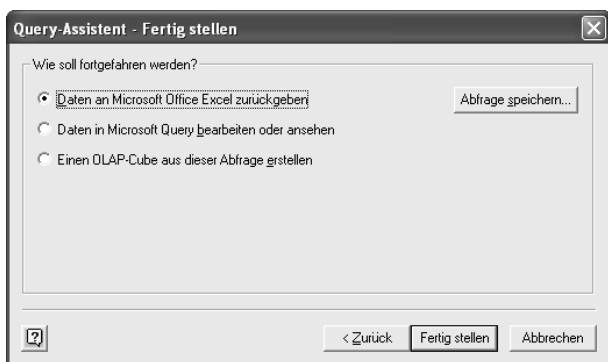 Query-Assistent - Fertig stellen
Wie soll fortgefahren werden?
Daten an Microsoft Office Excel zurückgeben
Abfrage speichern...
Daten in Microsoft Query bearbeiten oder ansehen
Einen OLAP-Cube aus dieser Abfrage erstellen
?
< Zurück
Fertig stellen
Abbrechen